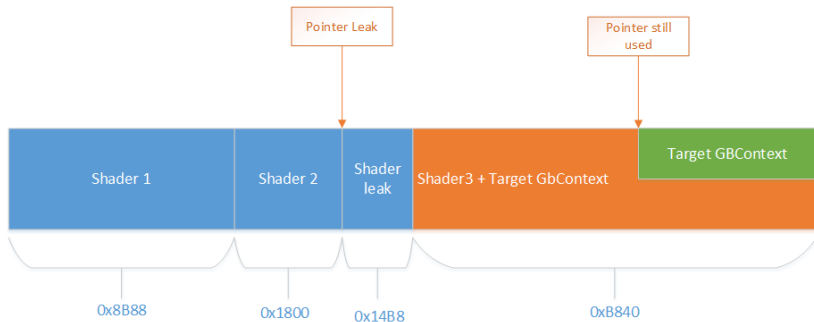 Pointer Leak
Pointer still
used
Shader 1
Shader 2
Shader
leak
Shader3 + Target GbContext
Target GBContext
0x8B88
0x1800
0x14B8
0xB840